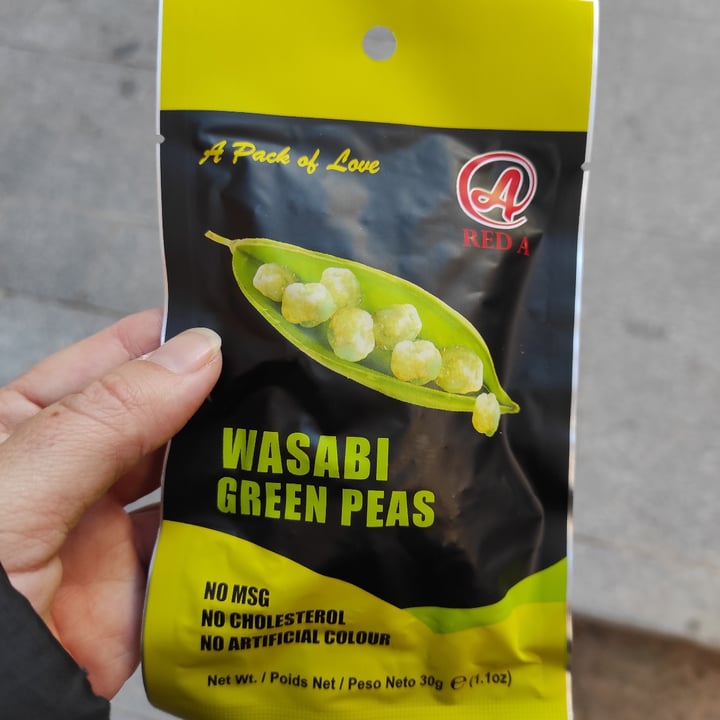 A Pack of Love
A
RED A
WASABI
GREEN PEAS
NO MSG
NO CHOLESTEROL
NO ARTIFICIAL COLOUR
Net Wt. / Poids Net / Peso Neto 30g ℮ (1.1oz)